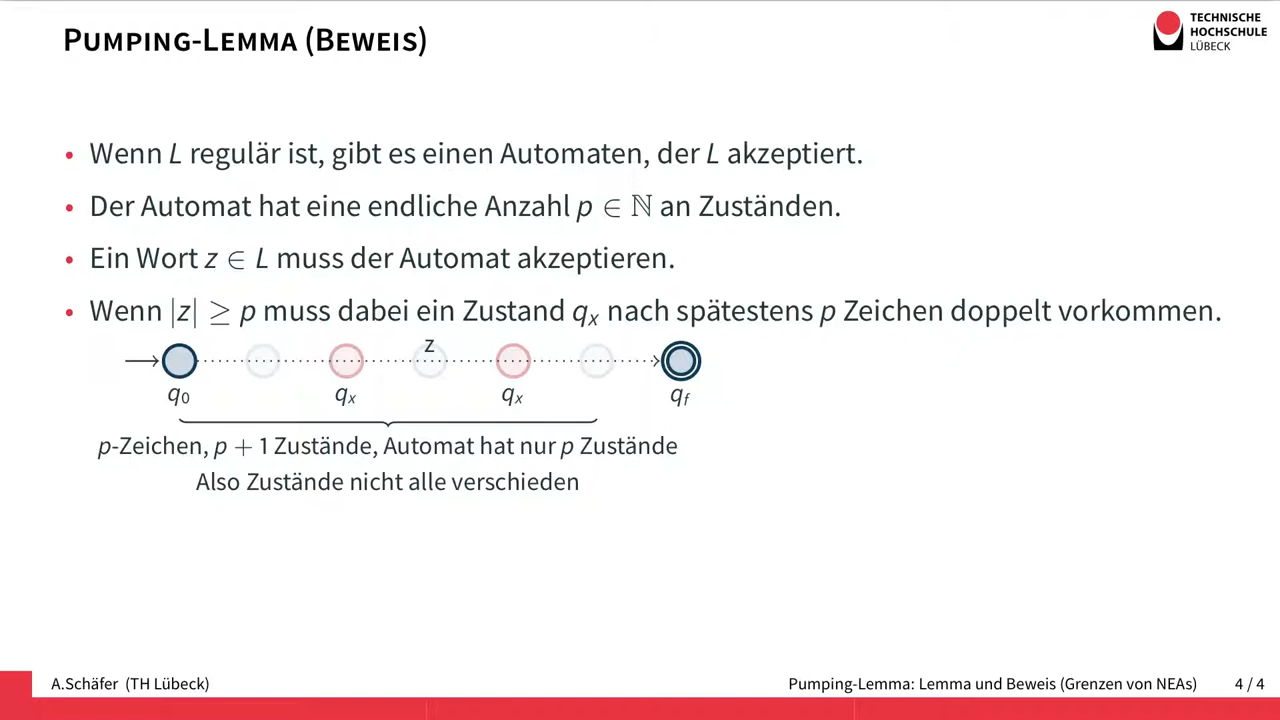 PUMPING-LEMMA (BEWEIS)
TECHNISCHE
HOCHSCHULE
LÜBECK
• Wenn L regulär ist, gibt es einen Automaten, der L akzeptiert.
• Der Automat hat eine endliche Anzahl p ∈ ℕ an Zuständen.
• Ein Wort z ∈ L muss der Automat akzeptieren.
• Wenn |z| ≥ p muss dabei ein Zustand qₓ nach spätestens p Zeichen doppelt vorkommen.
z
q₀ qₓ qₓ q_f
p-Zeichen, p + 1 Zustände, Automat hat nur p Zustände
Also Zustände nicht alle verschieden
A.Schäfer (TH Lübeck) Pumping-Lemma: Lemma und Beweis (Grenzen von NEAs) 4 / 4